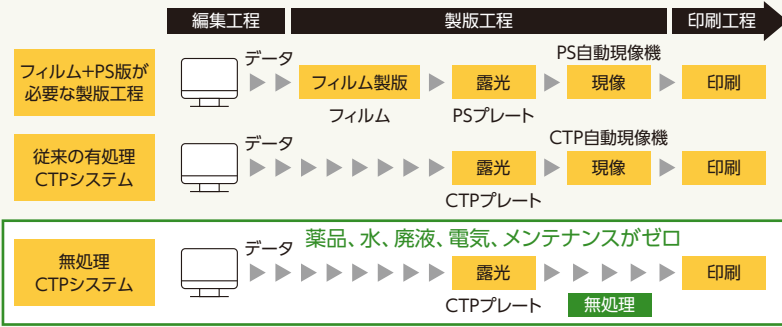 編集工程
製版工程
印刷工程
フィルム+PS版が
必要な製版工程
データ
フィルム製版
フィルム
露光
PSプレート
PS自動現像機
現像
印刷
従来の有処理
CTPシステム
データ
露光
CTPプレート
CTP自動現像機
現像
印刷
無処理
CTPシステム
データ
薬品、水、廃液、電気、メンテナンスがゼロ
露光
CTPプレート
無処理
印刷